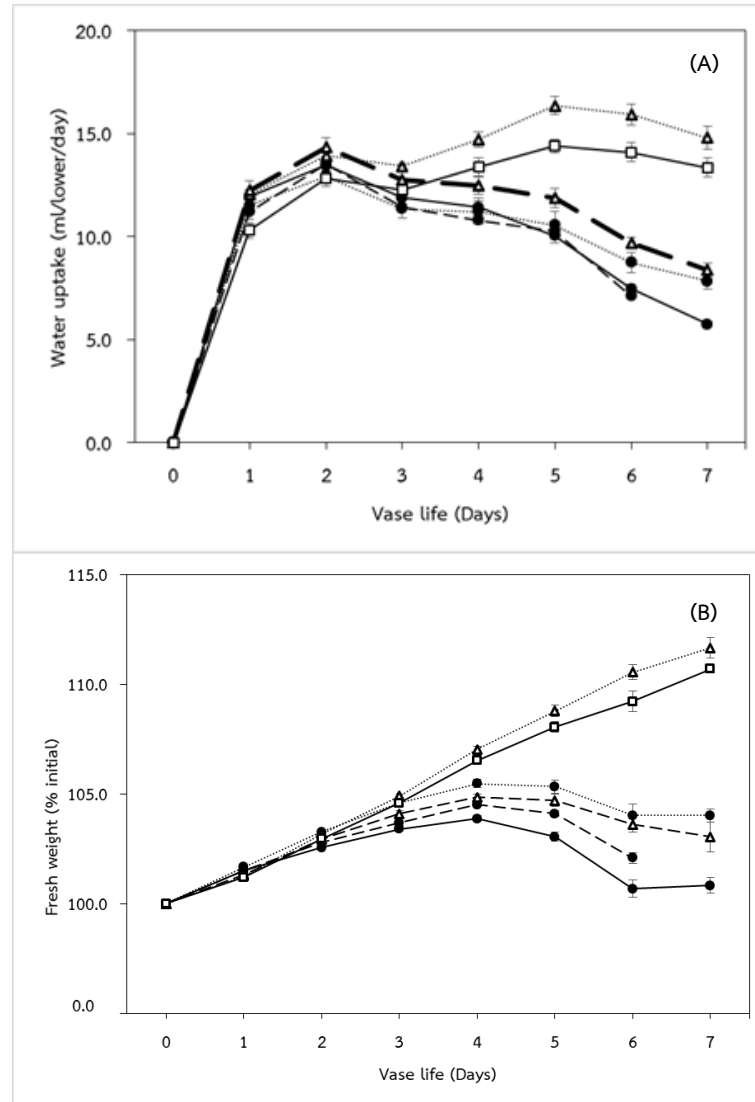 20.0
(A)
15.0
10.0
5.0
0.0
Water uptake (ml/lower/day)
0 1 2 3 4 5 6 7
Vase life (Days)
115.0
(B)
110.0
105.0
100.0
0.0
Fresh weight (% initial)
0 1 2 3 4 5 6 7
Vase life (Days)